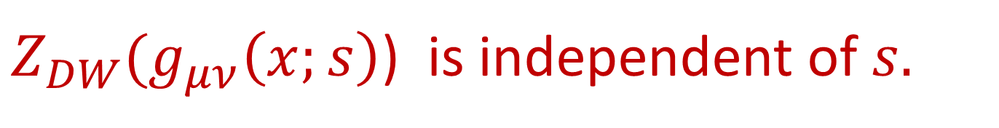 Z_{DW}(g_{μν}(x; s)) is independent of s.